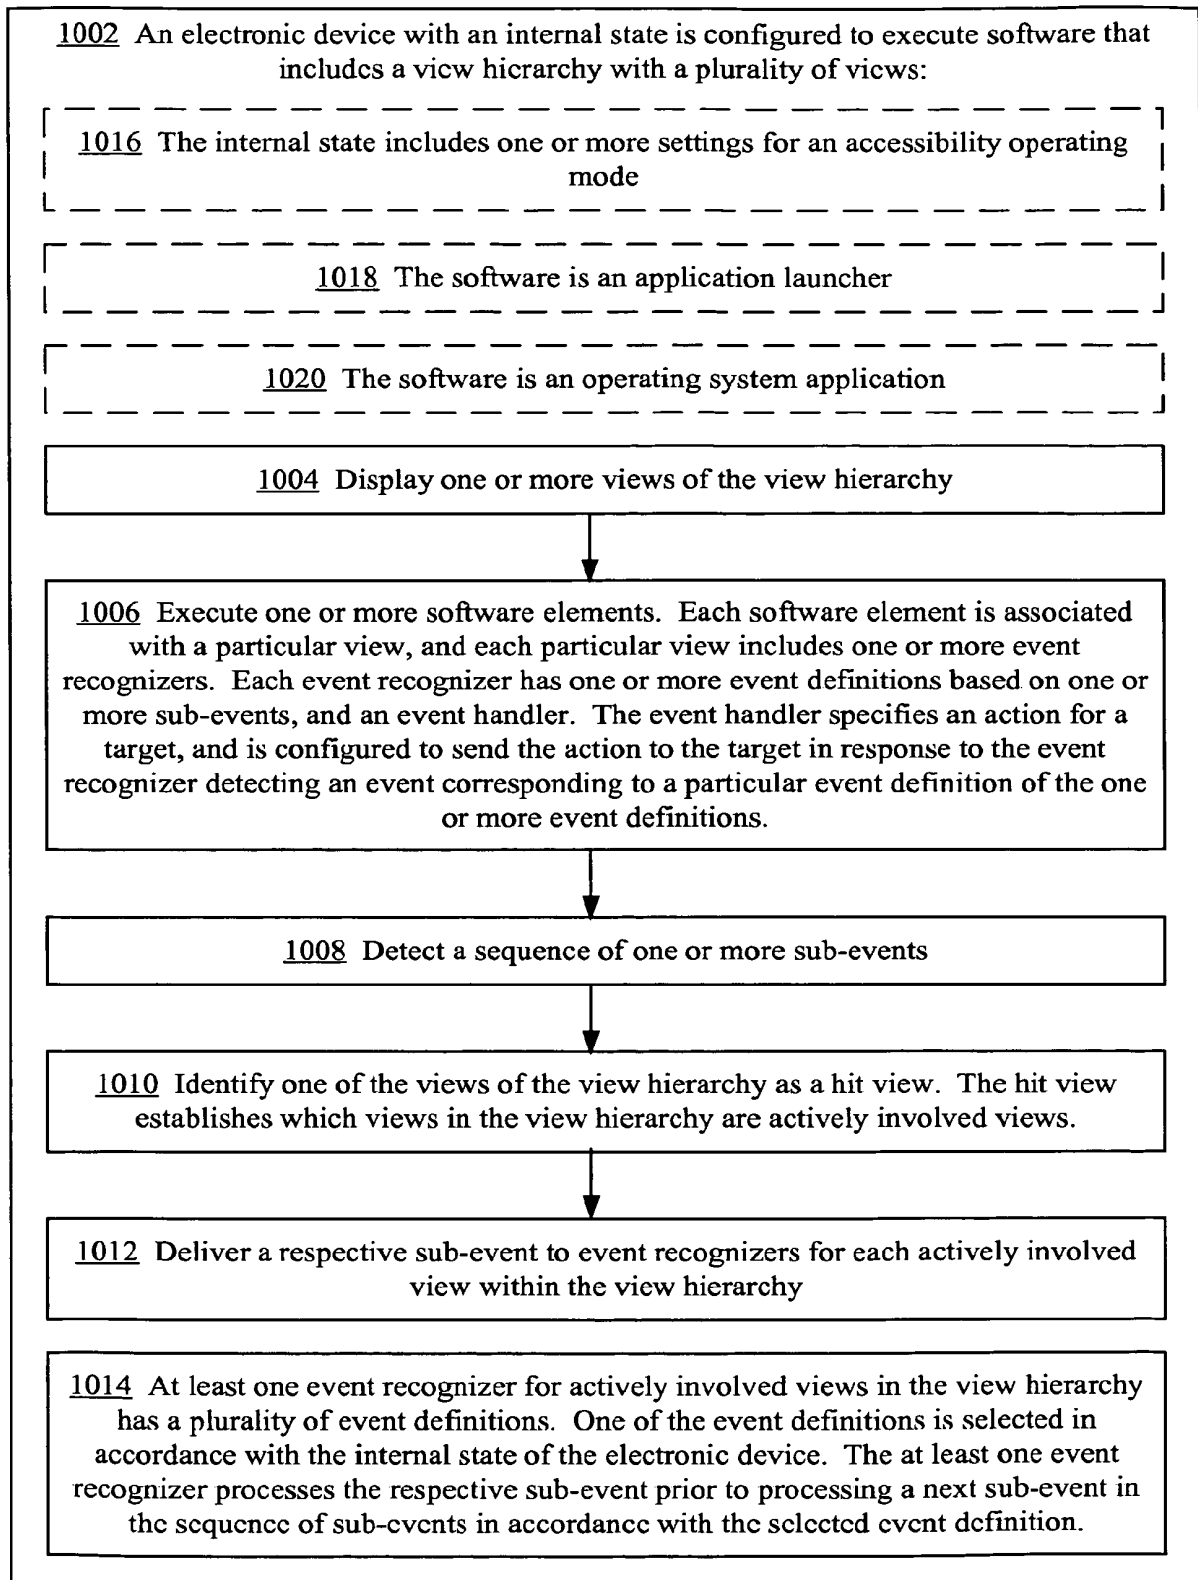 1002 An electronic device with an internal state is configured to execute software that
includes a view hierarchy with a plurality of views:
1016 The internal state includes one or more settings for an accessibility operating
mode
1018 The software is an application launcher
1020 The software is an operating system application
1004 Display one or more views of the view hierarchy
1006 Execute one or more software elements. Each software element is associated
with a particular view, and each particular view includes one or more event
recognizers. Each event recognizer has one or more event definitions based on one or
more sub-events, and an event handler. The event handler specifies an action for a
target, and is configured to send the action to the target in response to the event
recognizer detecting an event corresponding to a particular event definition of the one
or more event definitions.
1008 Detect a sequence of one or more sub-events
1010 Identify one of the views of the view hierarchy as a hit view. The hit view
establishes which views in the view hierarchy are actively involved views.
1012 Deliver a respective sub-event to event recognizers for each actively involved
view within the view hierarchy
1014 At least one event recognizer for actively involved views in the view hierarchy
has a plurality of event definitions. One of the event definitions is selected in
accordance with the internal state of the electronic device. The at least one event
recognizer processes the respective sub-event prior to processing a next sub-event in
the sequence of sub-events in accordance with the selected event definition.